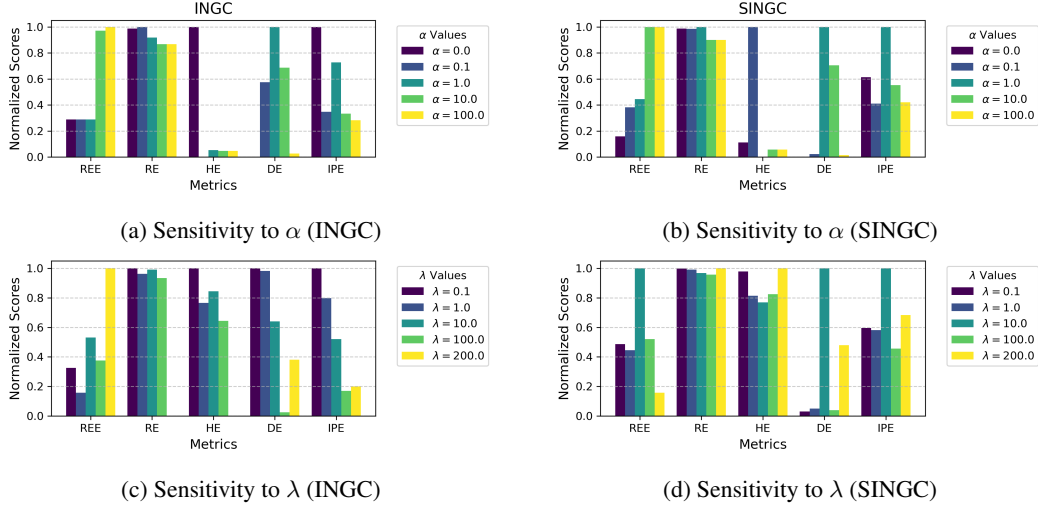 INGC
Normalized Scores
1.0
0.8
0.6
0.4
0.2
0.0
REE RE HE DE IPE
Metrics
α Values
α = 0.0
α = 0.1
α = 1.0
α = 10.0
α = 100.0
(a) Sensitivity to α (INGC)
SINGC
Normalized Scores
1.0
0.8
0.6
0.4
0.2
0.0
REE RE HE DE IPE
Metrics
α Values
α = 0.0
α = 0.1
α = 1.0
α = 10.0
α = 100.0
(b) Sensitivity to α (SINGC)
Normalized Scores
1.0
0.8
0.6
0.4
0.2
0.0
REE RE HE DE IPE
Metrics
λ Values
λ = 0.1
λ = 1.0
λ = 10.0
λ = 100.0
λ = 200.0
(c) Sensitivity to λ (INGC)
Normalized Scores
1.0
0.8
0.6
0.4
0.2
0.0
REE RE HE DE IPE
Metrics
λ Values
λ = 0.1
λ = 1.0
λ = 10.0
λ = 100.0
λ = 200.0
(d) Sensitivity to λ (SINGC)